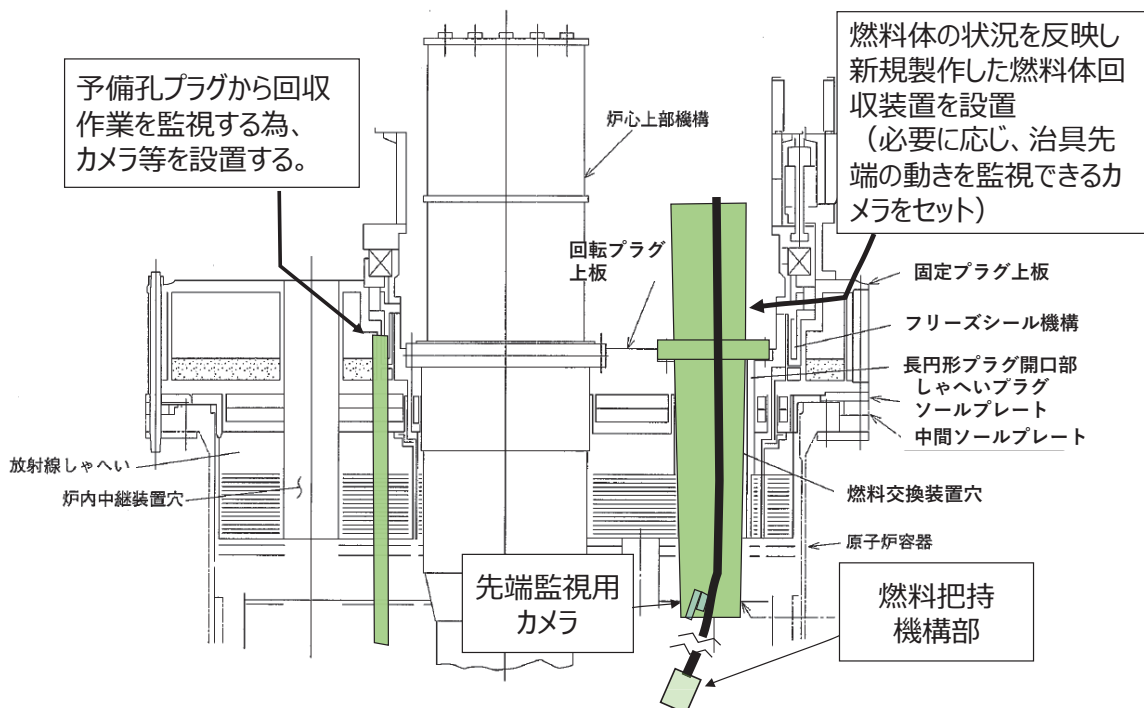 予備孔プラグから回収
作業を監視する為、
カメラ等を設置する。
燃料体の状況を反映し
新規製作した燃料体回
収装置を設置
（必要に応じ、治具先
端の動きを監視できるカ
メラをセット）
炉心上部機構
回転プラグ
上板
固定プラグ上板
フリーズシール機構
長円形プラグ開口部
しゃへいプラグ
ソールプレート
中間ソールプレート
放射線しゃへい
炉内中継装置穴
燃料交換装置穴
原子炉容器
先端監視用
カメラ
燃料把持
機構部